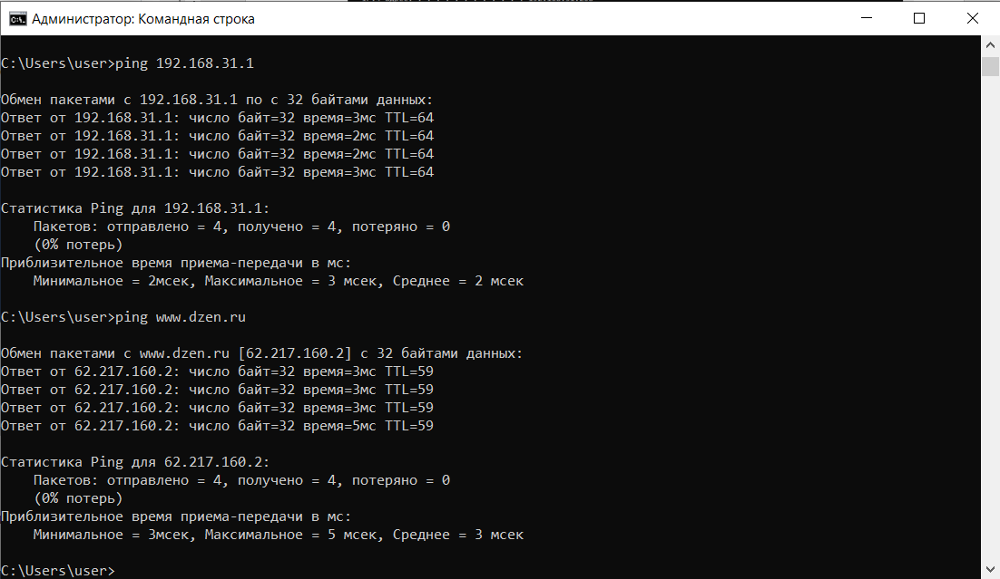 Администратор: Командная строка
C:\Users\user>ping 192.168.31.1
Обмен пакетами с 192.168.31.1 по с 32 байтами данных:
Ответ от 192.168.31.1: число байт=32 время=3мс TTL=64
Ответ от 192.168.31.1: число байт=32 время=2мс TTL=64
Ответ от 192.168.31.1: число байт=32 время=2мс TTL=64
Ответ от 192.168.31.1: число байт=32 время=3мс TTL=64
Статистика Ping для 192.168.31.1:
Пакетов: отправлено = 4, получено = 4, потеряно = 0
(0% потерь)
Приблизительное время приема-передачи в мс:
Минимальное = 2мсек, Максимальное = 3 мсек, Среднее = 2 мсек
C:\Users\user>ping www.dzen.ru
Обмен пакетами с www.dzen.ru [62.217.160.2] с 32 байтами данных:
Ответ от 62.217.160.2: число байт=32 время=3мс TTL=59
Ответ от 62.217.160.2: число байт=32 время=3мс TTL=59
Ответ от 62.217.160.2: число байт=32 время=3мс TTL=59
Ответ от 62.217.160.2: число байт=32 время=5мс TTL=59
Статистика Ping для 62.217.160.2:
Пакетов: отправлено = 4, получено = 4, потеряно = 0
(0% потерь)
Приблизительное время приема-передачи в мс:
Минимальное = 3мсек, Максимальное = 5 мсек, Среднее = 3 мсек
C:\Users\user>